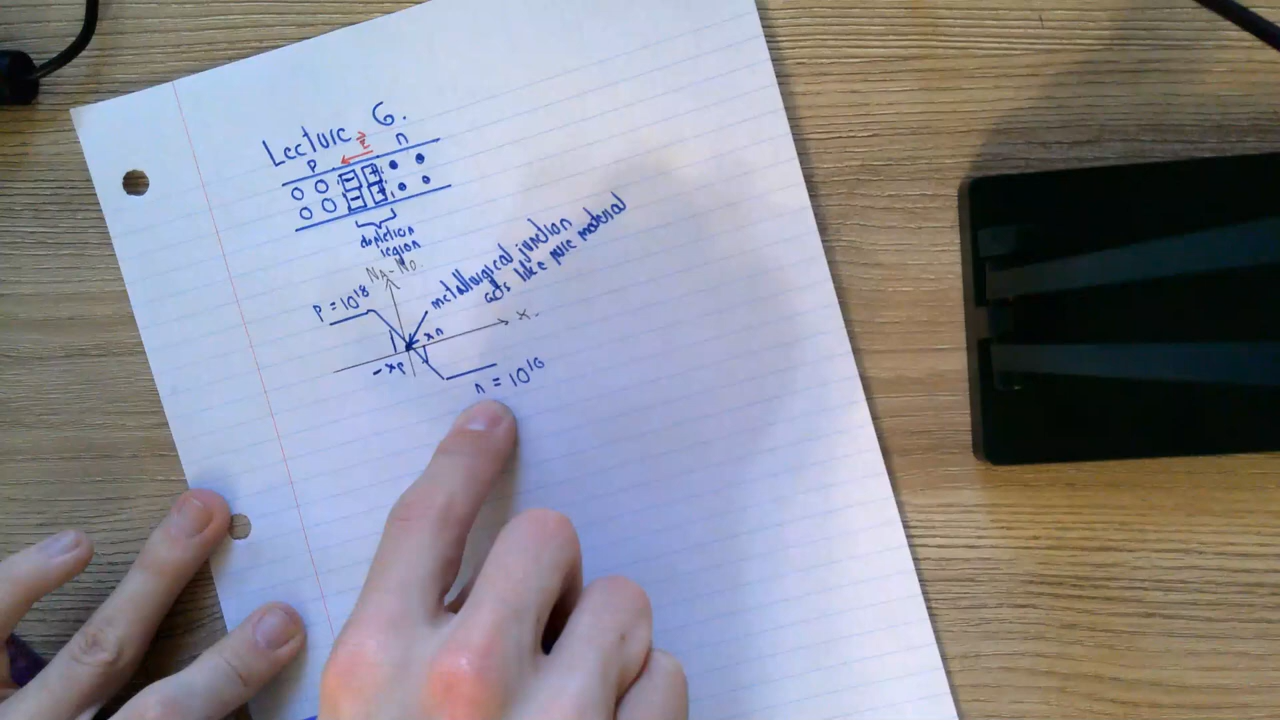 Lecture 6.
E
p n
depletion
region
NA-ND.
metallurgical junction
acts like pure material
p = 10^18
x.
xn
-xp
n = 10^16